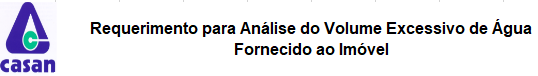 Requerimento para Análise do Volume Excessivo de Água
Fornecido ao Imóvel
casan